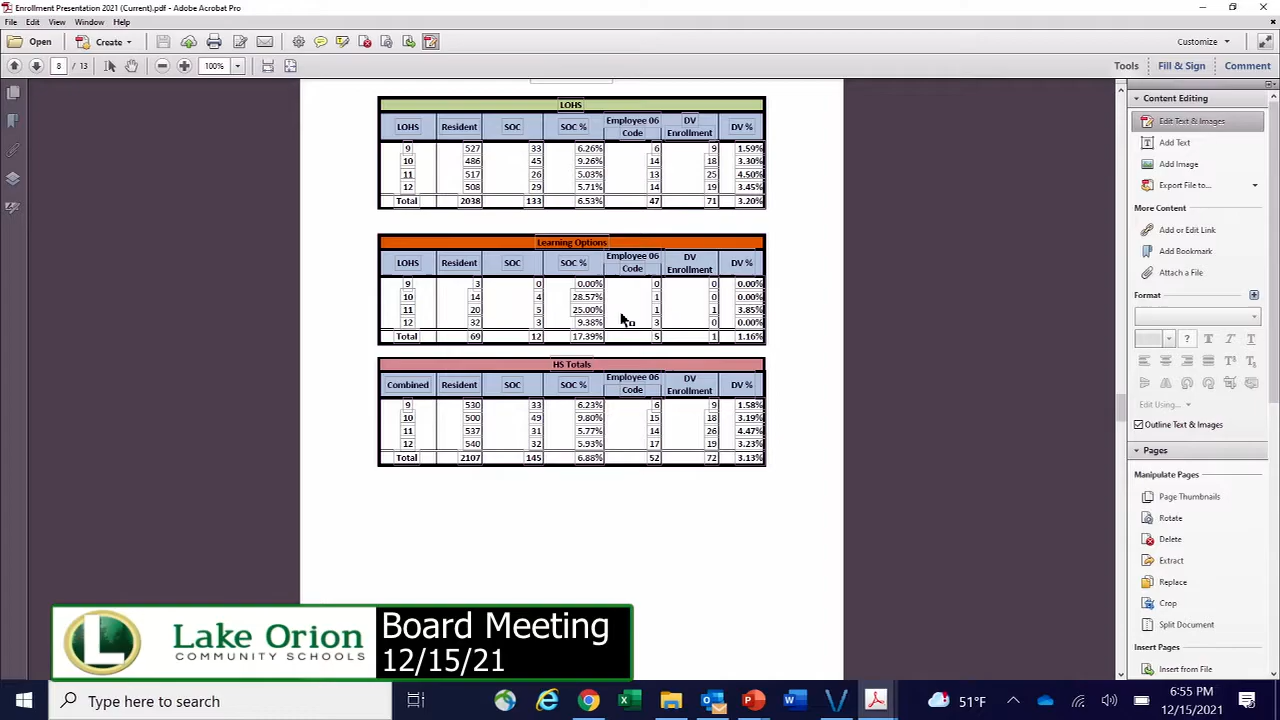 Enrollment Presentation 2021 (Current).pdf - Adobe Acrobat Pro
File Edit View Window Help
Open Create Customize
8 / 13 100% Tools Fill & Sign Comment
LOHS
LOHS Resident SOC SOC % Employee 06 Code DV Enrollment DV %
9 527 33 6.26% 6 9 1.59%
10 486 45 9.26% 14 18 3.30%
11 517 26 5.03% 13 25 4.50%
12 508 29 5.71% 14 19 3.45%
Total 2038 133 6.53% 47 71 3.20%
Learning Options
LOHS Resident SOC SOC % Employee 06 Code DV Enrollment DV %
9 3 0 0.00% 0 0 0.00%
10 14 4 28.57% 1 0 0.00%
11 20 5 25.00% 1 1 3.85%
12 32 3 9.38% 3 0 0.00%
Total 69 12 17.39% 5 1 1.16%
HS Totals
Combined Resident SOC SOC % Employee 06 Code DV Enrollment DV %
9 530 33 6.23% 6 9 1.58%
10 500 49 9.80% 15 18 3.19%
11 537 31 5.77% 14 26 4.47%
12 540 32 5.93% 17 19 3.23%
Total 2107 145 6.88% 52 72 3.13%
Content Editing
Edit Text & Images
Add Text
Add Image
Export File to...
More Content
Add or Edit Link
Add Bookmark
Attach a File
Format
Edit Using...
Outline Text & Images
Pages
Manipulate Pages
Page Thumbnails
Rotate
Delete
Extract
Replace
Crop
Split Document
Insert Pages
Insert from File
L Lake Orion
COMMUNITY SCHOOLS
Board Meeting
12/15/21
Type here to search
51°F
6:55 PM
12/15/2021